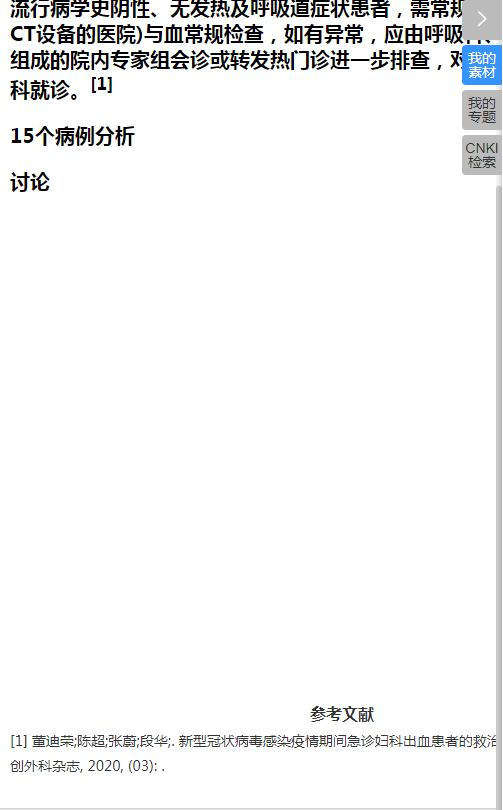 流行病学史阴性、无发热及呼吸道症状患者，需常规
CT设备的医院)与血常规检查，如有异常，应由呼吸
组成的院内专家组会诊或转发热门诊进一步排查，对
科就诊。[1]
15个病例分析
讨论
我的
素材
我的
专题
CNKI
检索
参考文献
[1] 董迪荣;陈超;张蔚;段华;. 新型冠状病毒感染疫情期间急诊妇科出血患者的救治
创外科杂志, 2020, (03): .